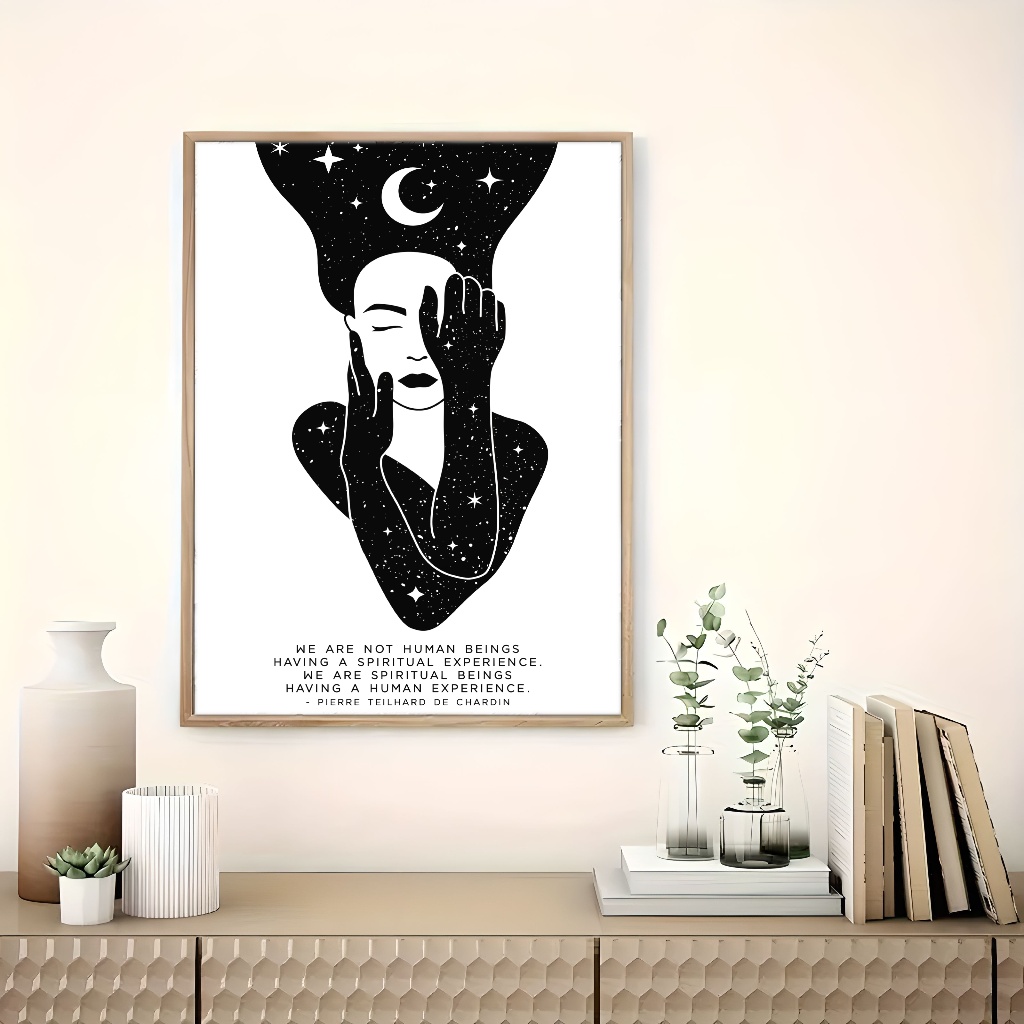 WE ARE NOT HUMAN BEINGS
HAVING A SPIRITUAL EXPERIENCE.
WE ARE SPIRITUAL BEINGS
HAVING A HUMAN EXPERIENCE.
- PIERRE TEILHARD DE CHARDIN